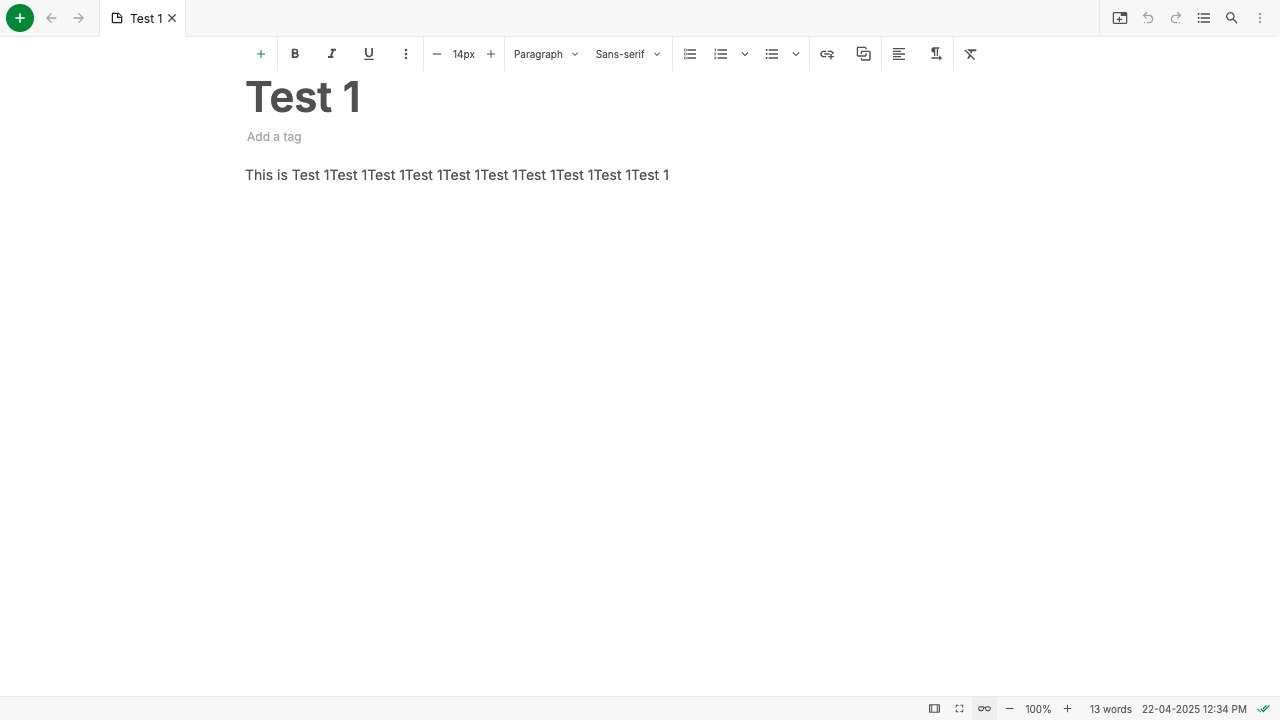 Test 1
14px
Paragraph
Sans-serif
Test 1
Add a tag
This is Test 1Test 1Test 1Test 1Test 1Test 1Test 1Test 1Test 1Test 1
100%
13 words
22-04-2025 12:34 PM